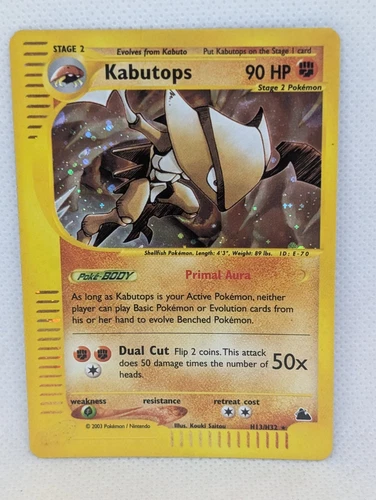 STAGE 2 Evolves from Kabuto Put Kabutops on the Stage 1 card
Kabutops 90 HP
Stage 2 Pokémon
Shellfish Pokémon, Length: 4'3", Weight: 89 lbs. ID: E-70
Poké-BODY Primal Aura
As long as Kabutops is your Active Pokémon, neither
player can play Basic Pokémon or Evolution cards from
his or her hand to evolve Benched Pokémon.
Dual Cut Flip 2 coins. This attack
does 50 damage times the number of
heads.
50x
weakness resistance retreat cost
© 2003 Pokémon / Nintendo Illus. Kouki Saitou H13/H32